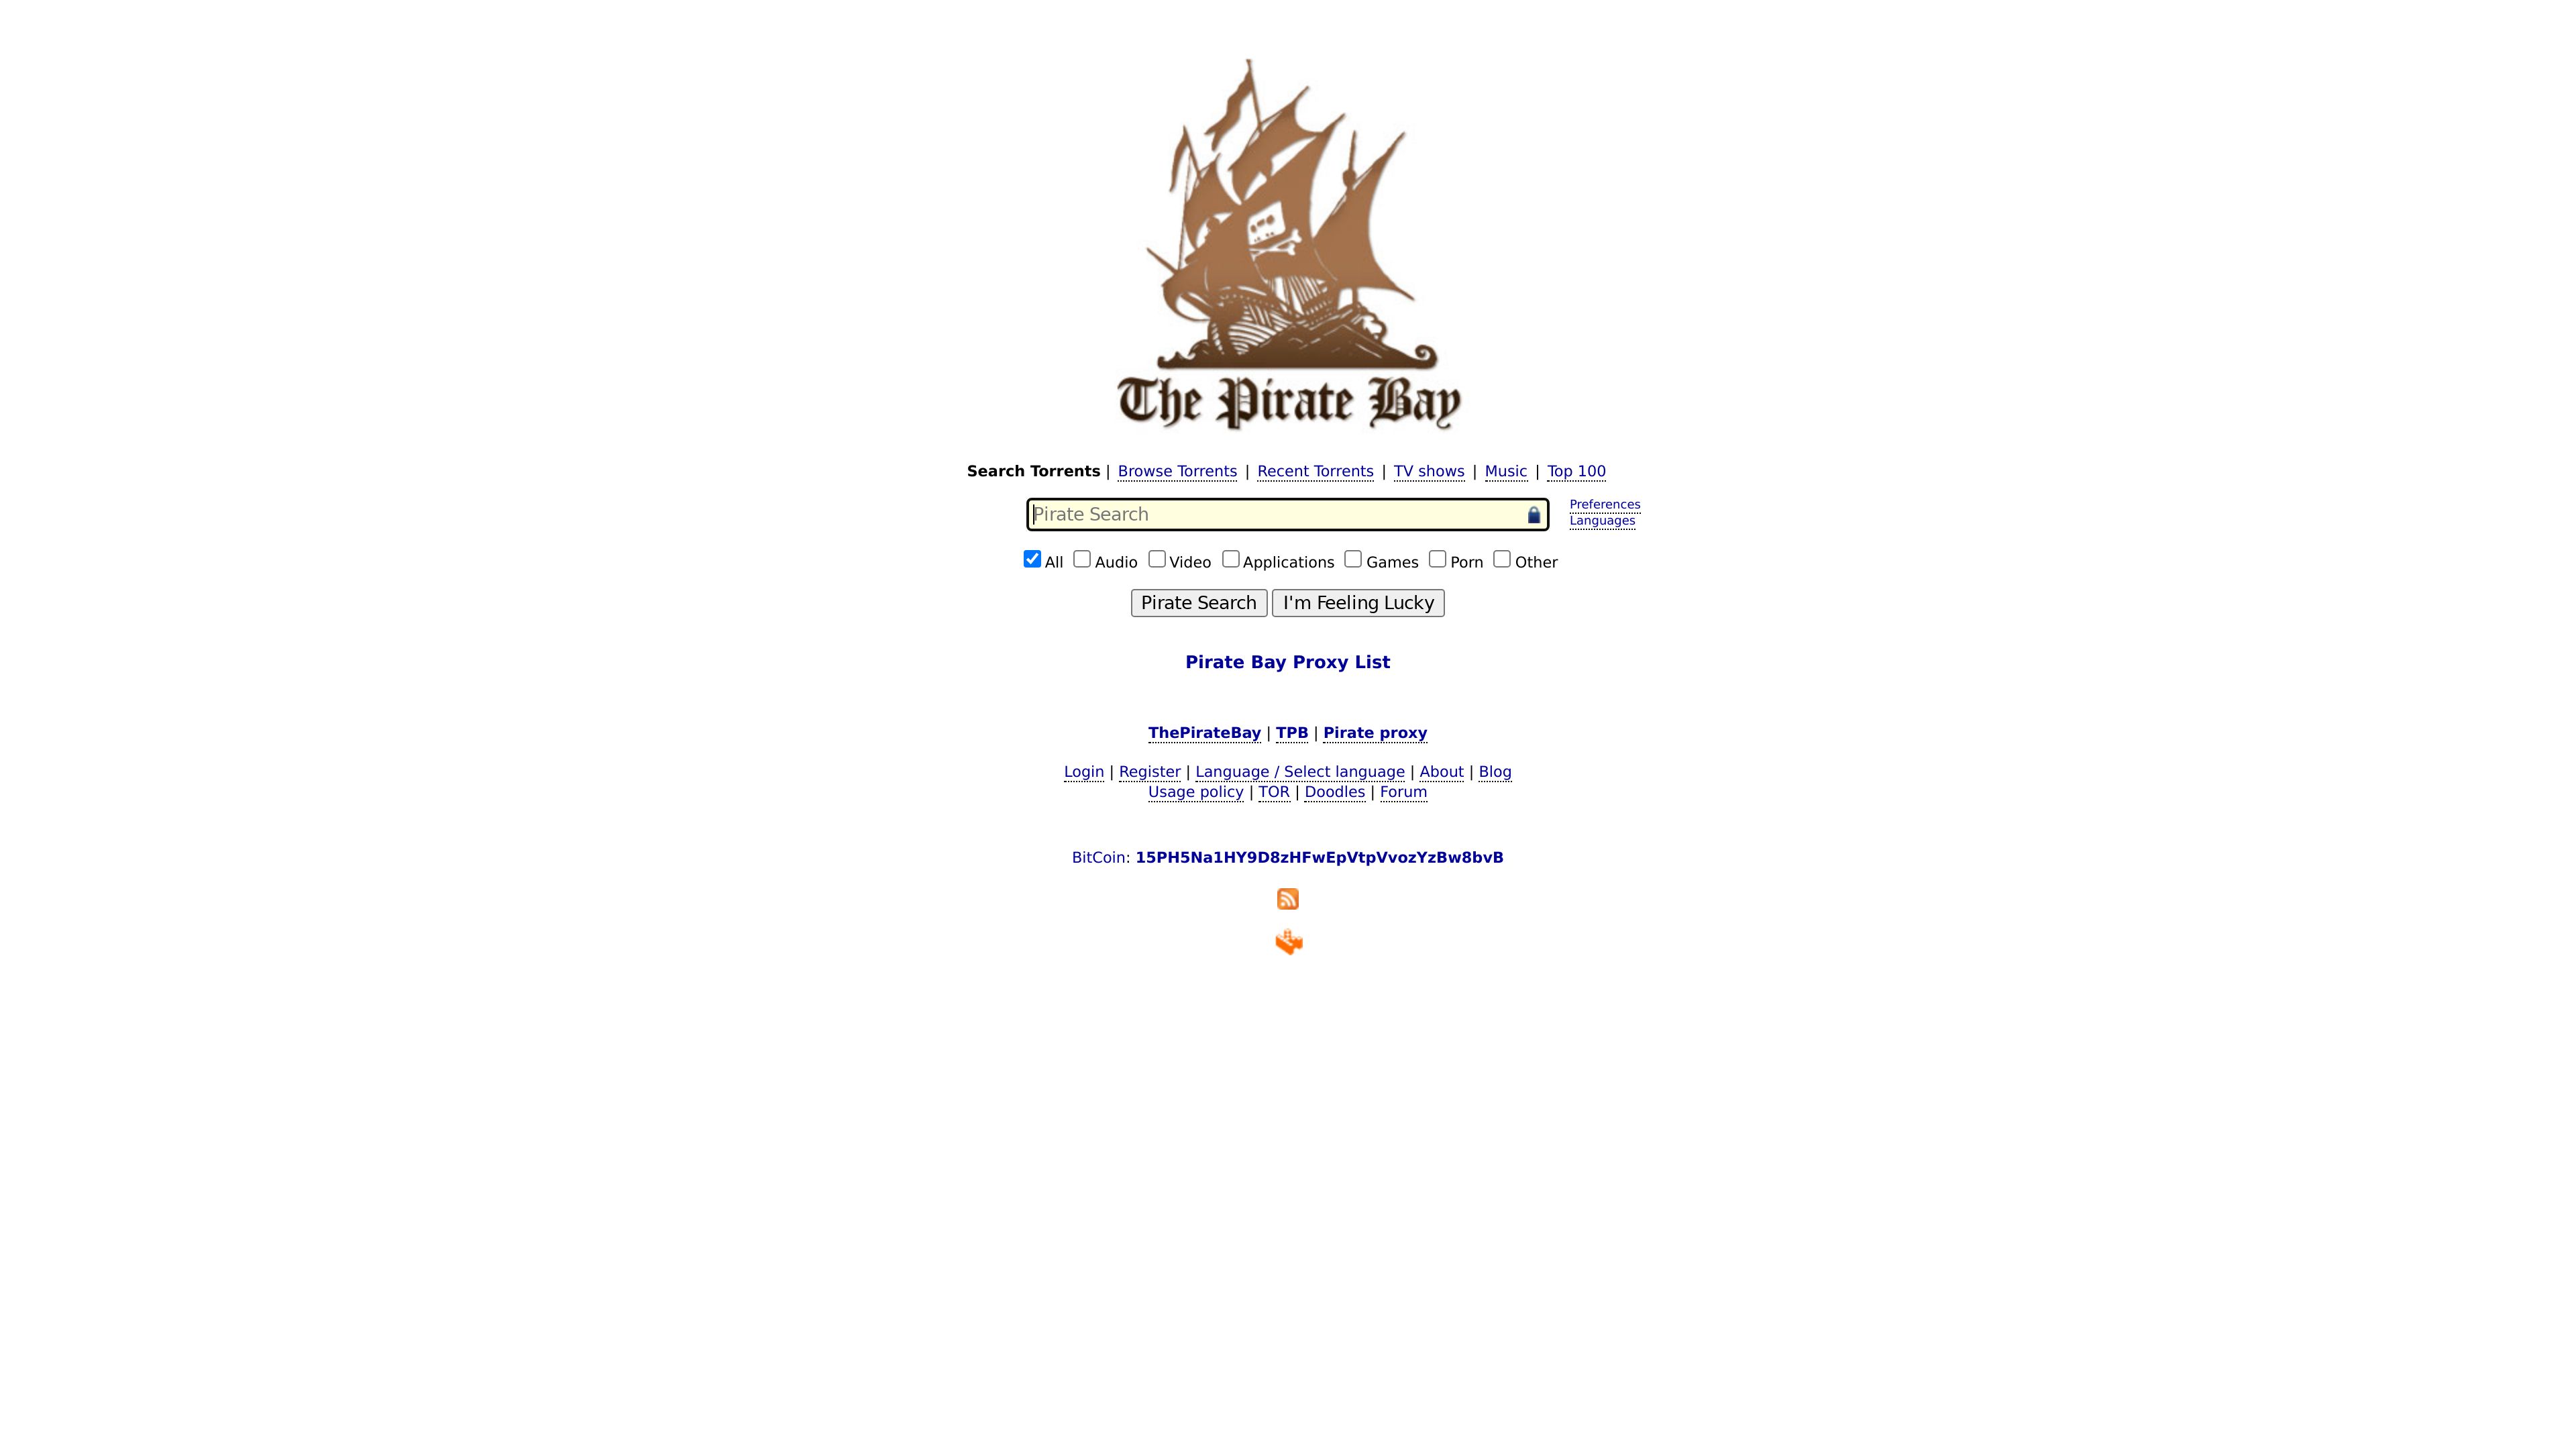 The Pirate Bay
Search Torrents | Browse Torrents | Recent Torrents | TV shows | Music | Top 100
Pirate Search
Preferences
Languages
All Audio Video Applications Games Porn Other
Pirate Search I'm Feeling Lucky
Pirate Bay Proxy List
ThePirateBay | TPB | Pirate proxy
Login | Register | Language / Select language | About | Blog
Usage policy | TOR | Doodles | Forum
BitCoin: 15PH5Na1HY9D8zHFwEpVtpVvozYzBw8bvB